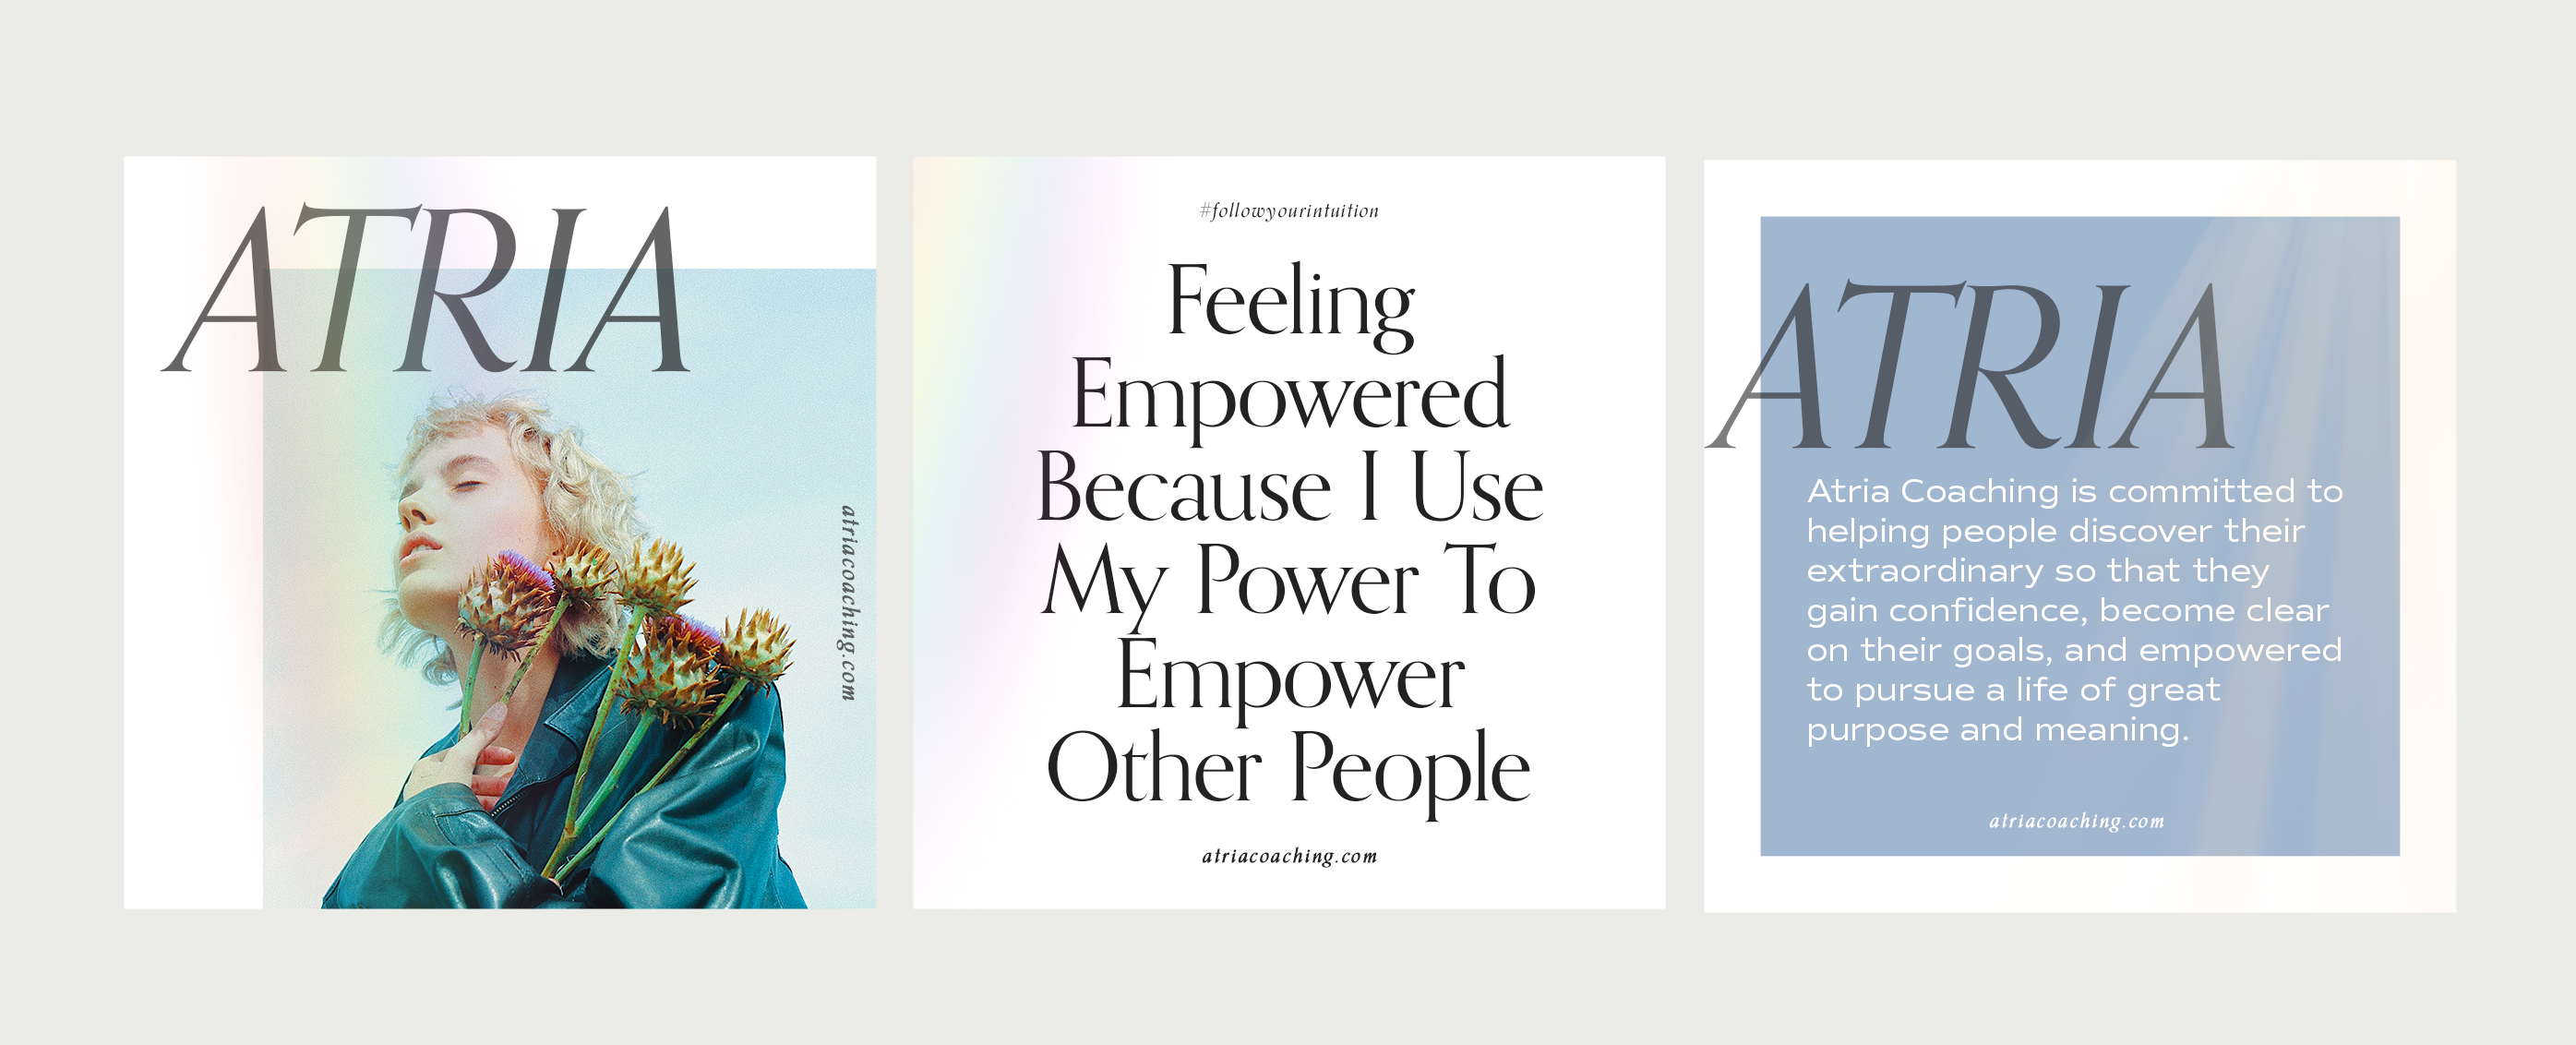 ATRIA
atriacoaching.com
#followyourintuition
Feeling
Empowered
Because I Use
My Power To
Empower
Other People
atriacoaching.com
ATRIA
Atria Coaching is committed to
helping people discover their
extraordinary so that they
gain confidence, become clear
on their goals, and empowered
to pursue a life of great
purpose and meaning.
atriacoaching.com